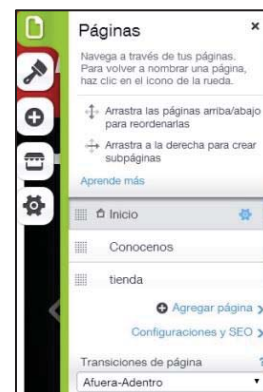 Páginas
×
Navega a través de tus páginas.
Para volver a nombrar una página,
haz clic en el icono de la rueda.
Arrastra las páginas arriba/abajo
para reordenarlas
Arrastra a la derecha para crear
subpáginas
Aprende más
Inicio
Conocenos
tienda
Agregar página >
Configuraciones y SEO >
Transiciones de página ?
Afuera-Adentro